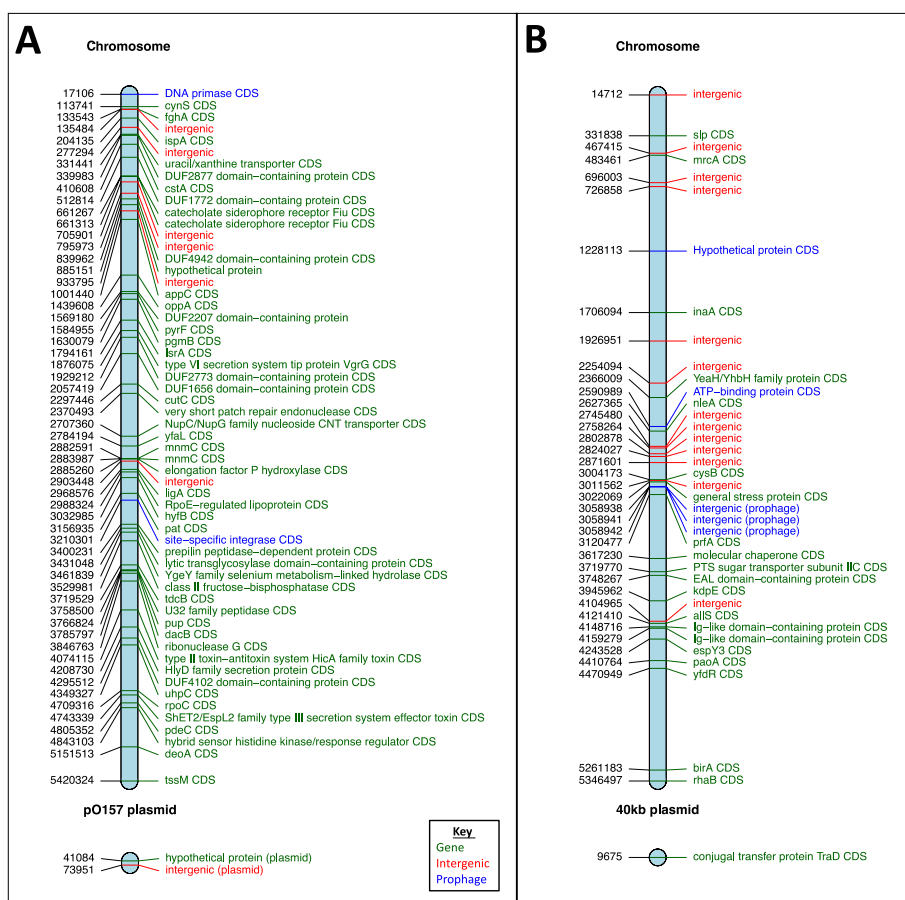 A
Chromosome
17106 DNA primase CDS
113741 cynS CDS
133543 fghA CDS
135484 intergenic
204135 ispA CDS
277294 intergenic
331441 uracil/xanthine transporter CDS
339983 DUF2877 domain−containing protein CDS
410608 cstA CDS
512814 DUF1772 domain−containg protein CDS
661267 catecholate siderophore receptor Fiu CDS
661313 catecholate siderophore receptor Fiu CDS
705901 intergenic
795973 intergenic
839962 DUF4942 domain−containing protein CDS
885151 hypothetical protein
933795 intergenic
1001440 appC CDS
1439608 oppA CDS
1569180 DUF2207 domain−containing protein
1584955 pyrF CDS
1630079 pgmB CDS
1794161 lsrA CDS
1876075 type VI secretion system tip protein VgrG CDS
1929212 DUF2773 domain−containing protein CDS
2057419 DUF1656 domain−containing protein CDS
2297446 cutC CDS
2370493 very short patch repair endonuclease CDS
2707360 NupC/NupG family nucleoside CNT transporter CDS
2784194 yfaL CDS
2882591 mnmC CDS
2883987 mnmC CDS
2885260 elongation factor P hydroxylase CDS
2903448 intergenic
2968576 ligA CDS
2988324 RpoE−regulated lipoprotein CDS
3032985 hyfB CDS
3156935 pat CDS
3210301 site−specific integrase CDS
3400231 prepilin peptidase−dependent protein CDS
3431048 lytic transglycosylase domain−containing protein CDS
3461839 YgeY family selenium metabolism−linked hydrolase CDS
3529981 class II fructose−bisphosphatase CDS
3719529 tdcB CDS
3758500 U32 family peptidase CDS
3766824 pup CDS
3785797 dacB CDS
3846763 ribonuclease G CDS
4074115 type II toxin−antitoxin system HicA family toxin CDS
4208730 HlyD family secretion protein CDS
4295512 DUF4102 domain−containing protein CDS
4349327 uhpC CDS
4709316 rpoC CDS
4743339 ShET2/EspL2 family type III secretion system effector toxin CDS
4805352 pdeC CDS
4843103 hybrid sensor histidine kinase/response regulator CDS
5151513 deoA CDS
5420324 tssM CDS
pO157 plasmid
41084 hypothetical protein (plasmid)
73951 intergenic (plasmid)
Key
Gene
Intergenic
Prophage
B
Chromosome
14712 intergenic
331838 slp CDS
467415 intergenic
483461 mrcA CDS
696003 intergenic
726858 intergenic
1228113 Hypothetical protein CDS
1706094 inaA CDS
1926951 intergenic
2254094 intergenic
2366009 YeaH/YhbH family protein CDS
2590989 ATP−binding protein CDS
2627365 nleA CDS
2745480 intergenic
2758264 intergenic
2802878 intergenic
2824027 intergenic
2871601 intergenic
3004173 cysB CDS
3011562 intergenic
3022069 general stress protein CDS
3058938 intergenic (prophage)
3058941 intergenic (prophage)
3058942 intergenic (prophage)
3120477 prfA CDS
3617230 molecular chaperone CDS
3719770 PTS sugar transporter subunit IIC CDS
3748267 EAL domain−containing protein CDS
3945962 kdpE CDS
4104965 intergenic
4121410 allS CDS
4148716 Ig−like domain−containing protein CDS
4159279 Ig−like domain−containing protein CDS
4243528 espY3 CDS
4410764 paoA CDS
4470949 yfdR CDS
5261183 birA CDS
5346497 rhaB CDS
40kb plasmid
9675 conjugal transfer protein TraD CDS